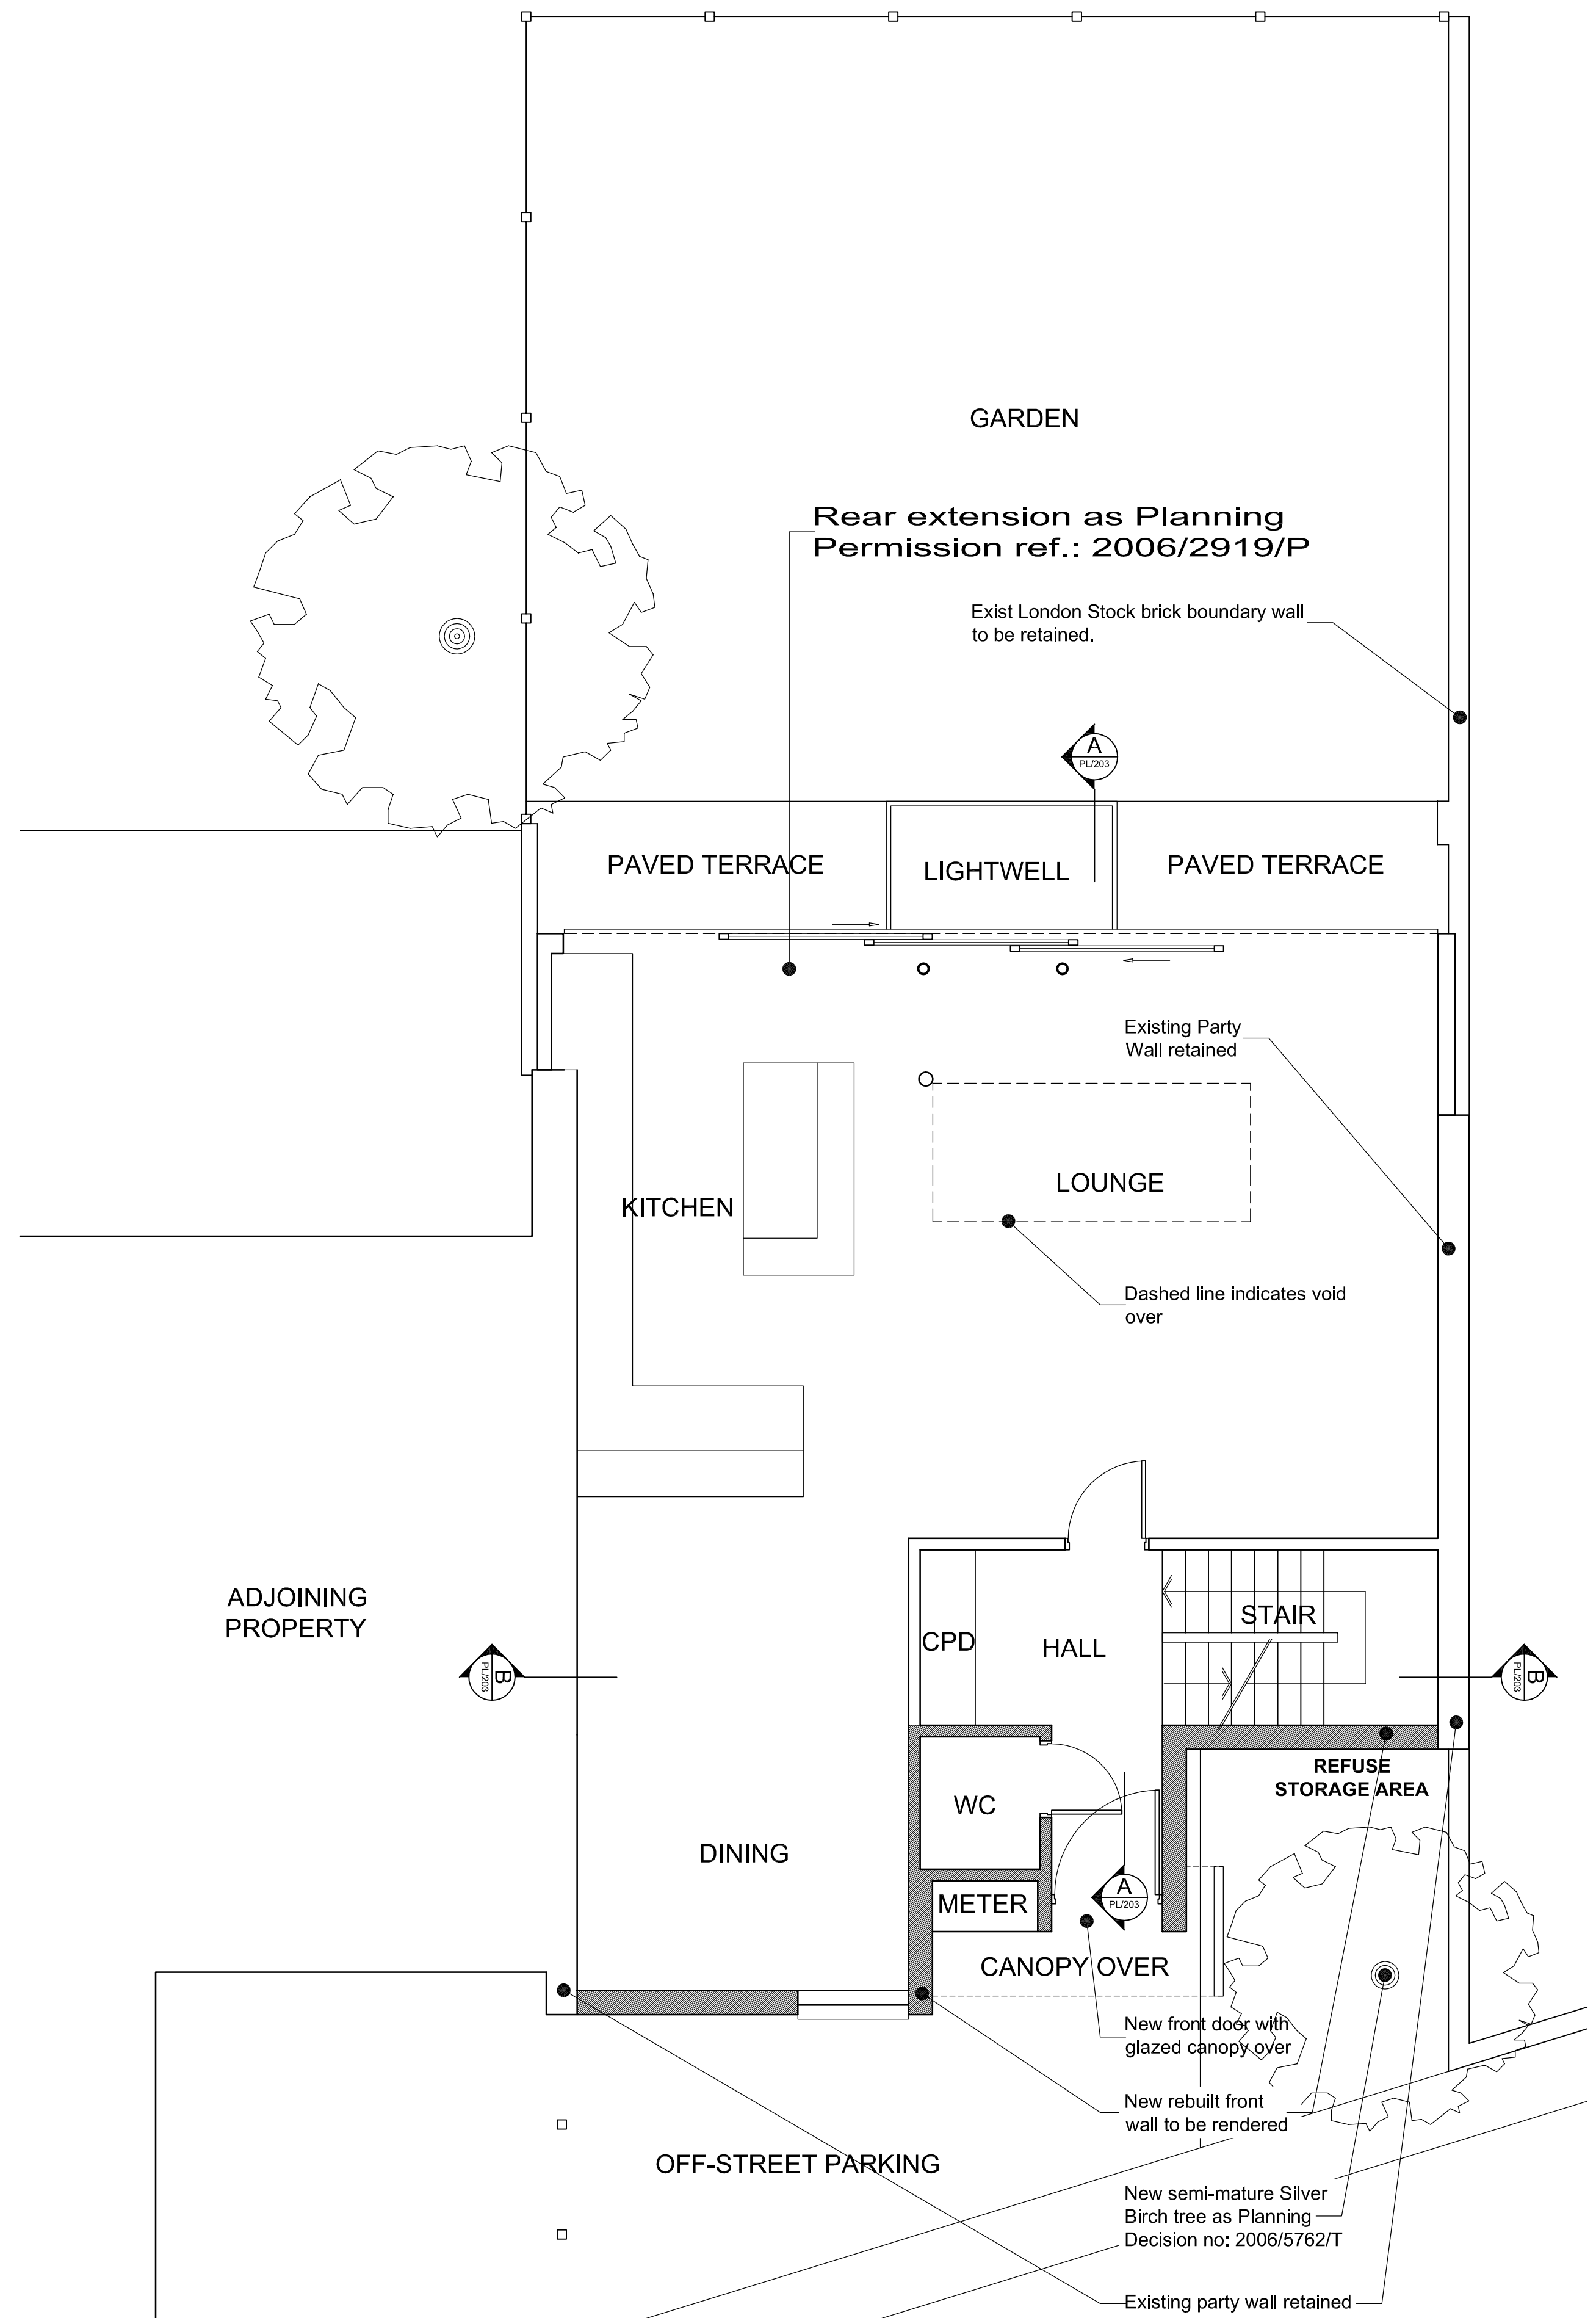 GARDEN
Rear extension as Planning
Permission ref.: 2006/2919/P
Exist London Stock brick boundary wall
to be retained.
A
PL/203
PAVED TERRACE
LIGHTWELL
PAVED TERRACE
Existing Party
Wall retained
LOUNGE
KITCHEN
Dashed line indicates void
over
ADJOINING
PROPERTY
STAIR
CPD
HALL
B
PL/203
B
PL/203
REFUSE
STORAGE AREA
WC
DINING
METER
A
PL/203
CANOPY OVER
New front door with
glazed canopy over
New rebuilt front
wall to be rendered
OFF-STREET PARKING
New semi-mature Silver
Birch tree as Planning
Decision no: 2006/5762/T
Existing party wall retained